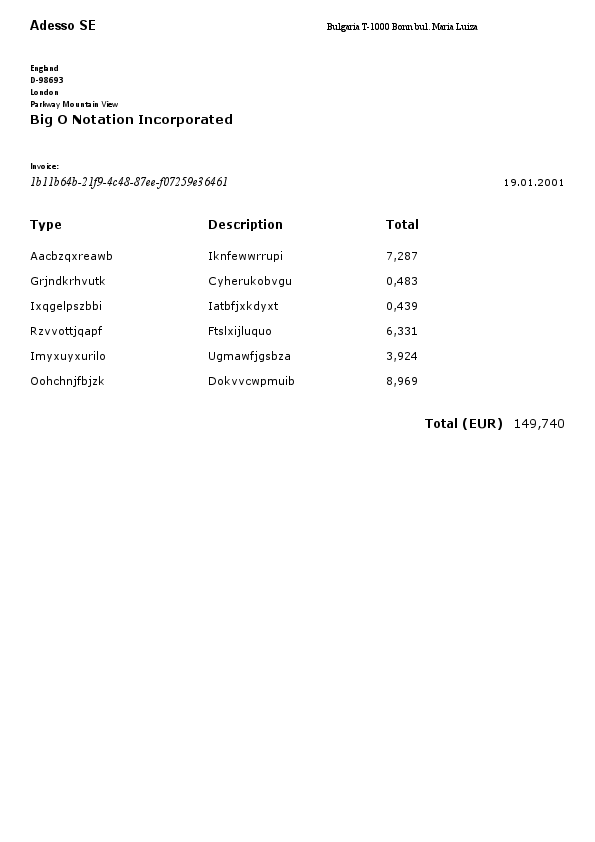 Adesso SE Bulgaria T-1000 Bonn bul. Maria Luiza
England
D-98693
London
Parkway Mountain View
Big O Notation Incorporated
Invoice:
1b11b64b-21f9-4c48-87ee-f07259e36461 19.01.2001
Type Description Total
Aacbzqxreawb Iknfewwrrupi 7,287
Grjndkrhvutk Cyherukobvgu 0,483
Ixqgelpszbbi Iatbfjxkdyxt 0,439
Rzvvottjqapf Ftslxijluquo 6,331
Imyxuyxurilo Ugmawfjgsbza 3,924
Oohchnjfbjzk Dokvvcwpmuib 8,969
Total (EUR) 149,740